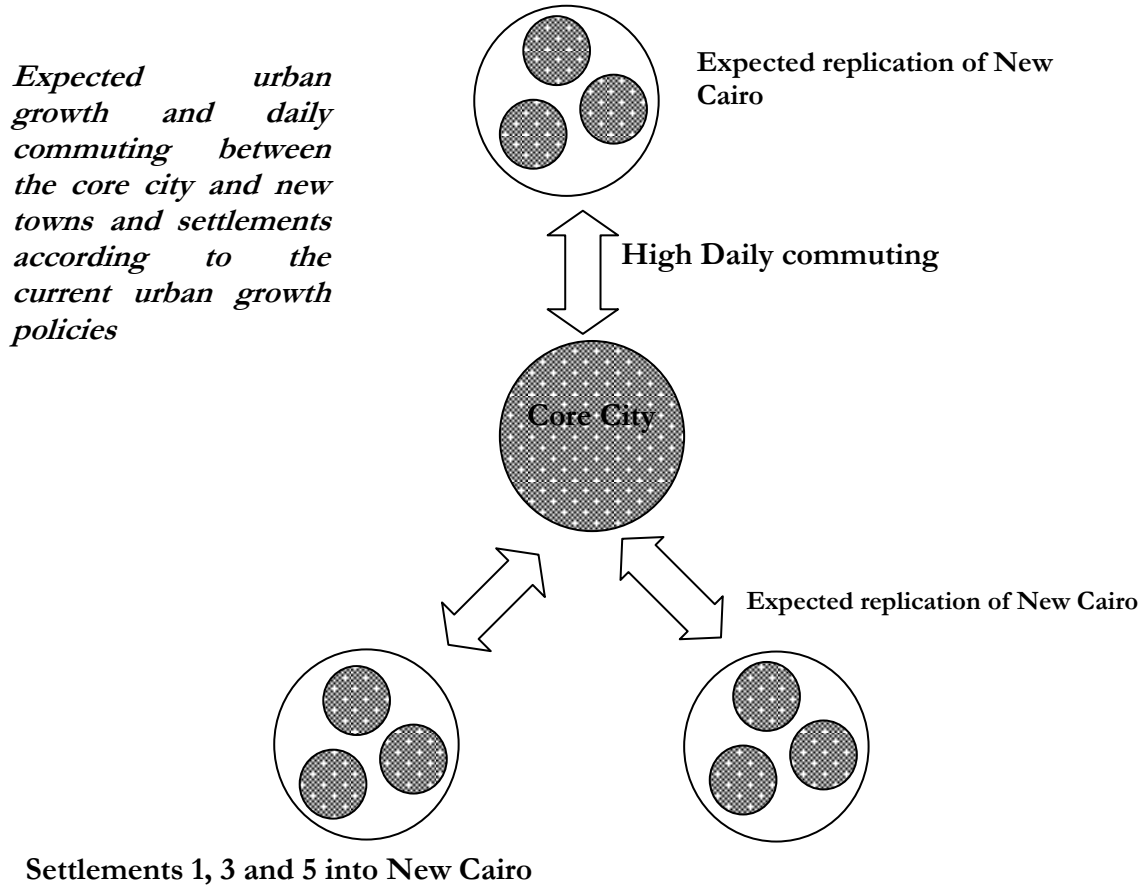 Expected urban
growth and daily
commuting between
the core city and new
towns and settlements
according to the
current urban growth
policies
Expected replication of New
Cairo
High Daily commuting
Core City
Expected replication of New Cairo
Settlements 1, 3 and 5 into New Cairo